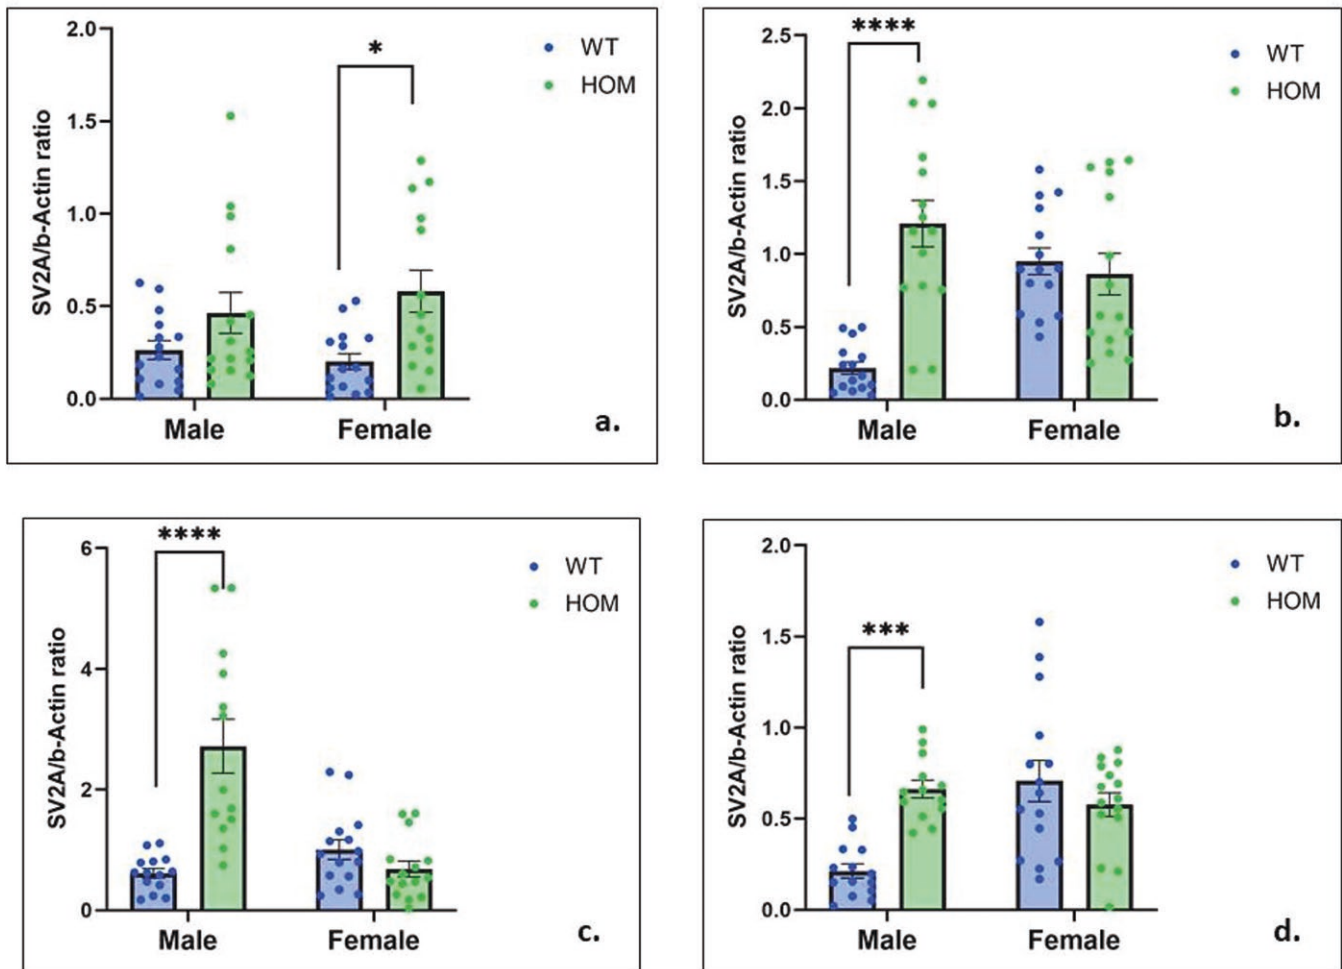 2.0
1.5
1.0
0.5
0.0
SV2A/b-Actin ratio
*
WT
HOM
Male
Female
a.
2.5
2.0
1.5
1.0
0.5
0.0
SV2A/b-Actin ratio
****
WT
HOM
Male
Female
b.
6
4
2
0
SV2A/b-Actin ratio
****
WT
HOM
Male
Female
c.
2.0
1.5
1.0
0.5
0.0
SV2A/b-Actin ratio
***
WT
HOM
Male
Female
d.